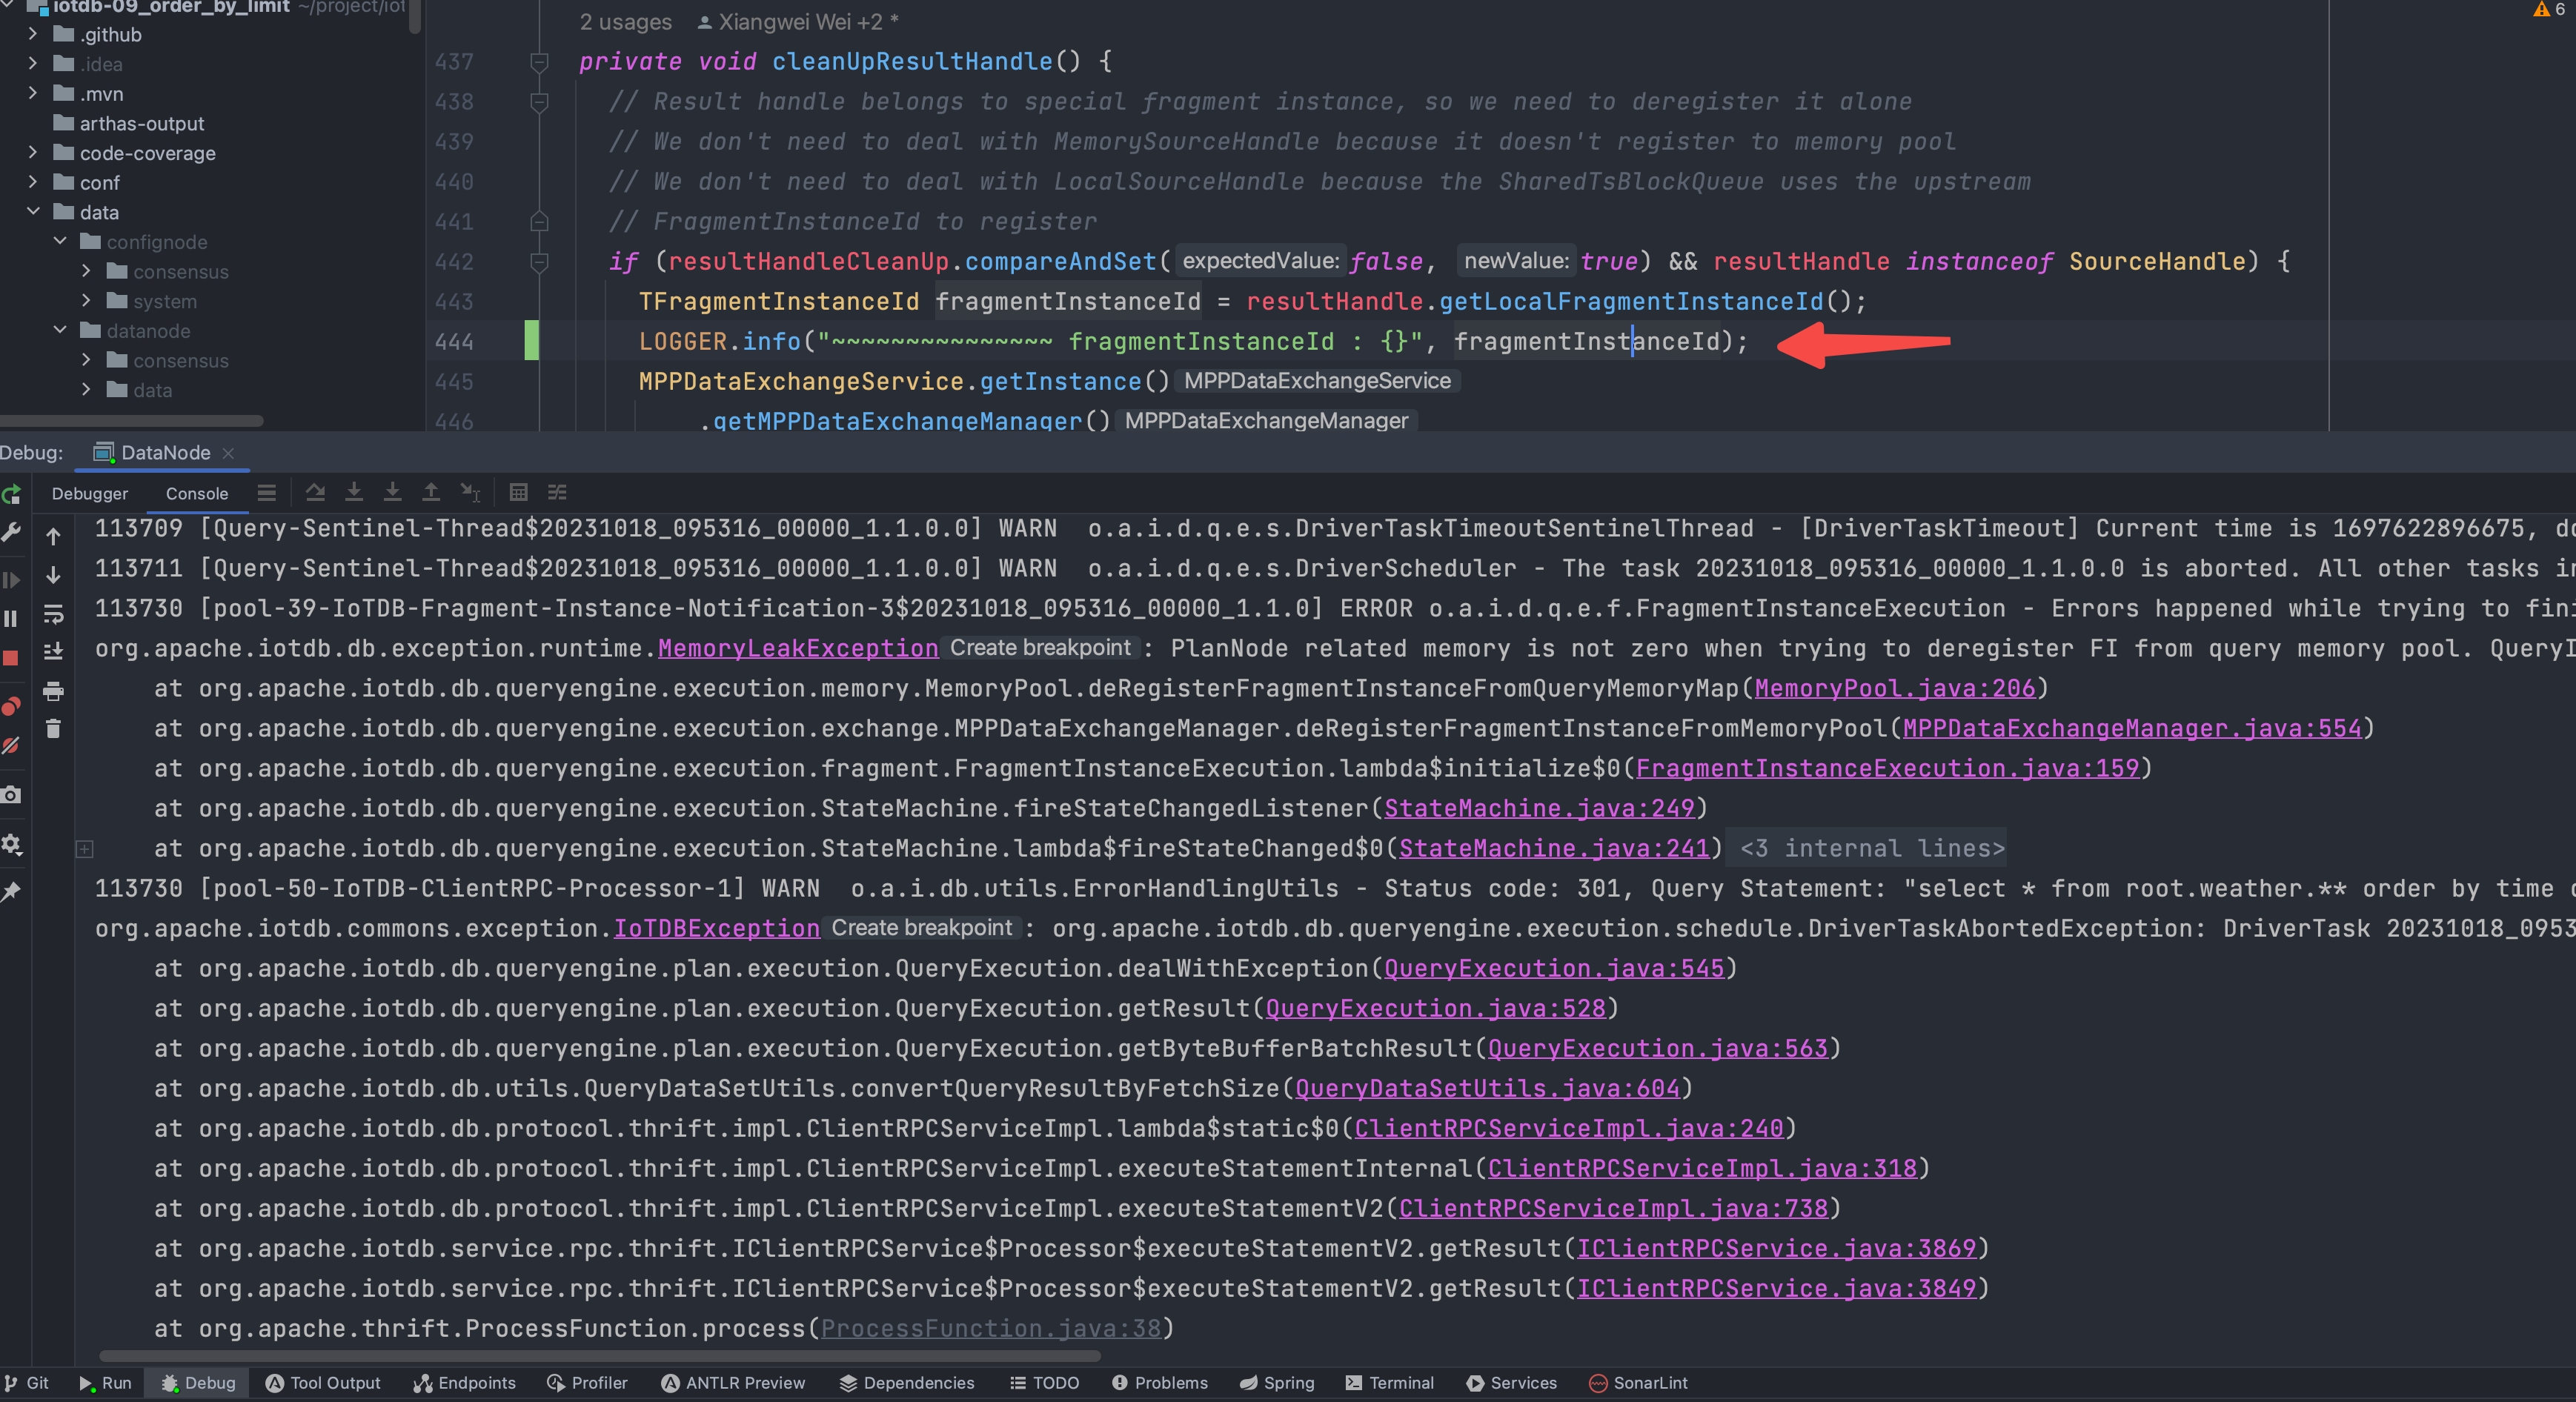 iotdb-09_order_by_limit ~/project/iot
.github
.idea
.mvn
arthas-output
code-coverage
conf
data
confignode
consensus
system
datanode
consensus
data
2 usages Xiangwei Wei +2 *
6
437 private void cleanUpResultHandle() {
438 // Result handle belongs to special fragment instance, so we need to deregister it alone
439 // We don't need to deal with MemorySourceHandle because it doesn't register to memory pool
440 // We don't need to deal with LocalSourceHandle because the SharedTsBlockQueue uses the upstream
441 // FragmentInstanceId to register
442 if (resultHandleCleanUp.compareAndSet( expectedValue: false, newValue: true) && resultHandle instanceof SourceHandle) {
443 TFragmentInstanceId fragmentInstanceId = resultHandle.getLocalFragmentInstanceId();
444 LOGGER.info("~~~~~~~~~~~~~~~ fragmentInstanceId : {}", fragmentInstanceId);
445 MPPDataExchangeService.getInstance() MPPDataExchangeService
446 .getMPPDataExchangeManager() MPPDataExchangeManager
Debug: DataNode
Debugger Console
113709 [Query-Sentinel-Thread$20231018_095316_00000_1.1.0.0] WARN  o.a.i.d.q.e.s.DriverTaskTimeoutSentinelThread - [DriverTaskTimeout] Current time is 1697622896675,
113711 [Query-Sentinel-Thread$20231018_095316_00000_1.1.0.0] WARN  o.a.i.d.q.e.s.DriverScheduler - The task 20231018_095316_00000_1.1.0.0 is aborted. All other tasks
113730 [pool-39-IoTDB-Fragment-Instance-Notification-3$20231018_095316_00000_1.1.0] ERROR o.a.i.d.q.e.f.FragmentInstanceExecution - Errors happened while trying to
org.apache.iotdb.db.exception.runtime.MemoryLeakException Create breakpoint : PlanNode related memory is not zero when trying to deregister FI from query memory pool.
at org.apache.iotdb.db.queryengine.execution.memory.MemoryPool.deRegisterFragmentInstanceFromQueryMemoryMap(MemoryPool.java:206)
at org.apache.iotdb.db.queryengine.execution.exchange.MPPDataExchangeManager.deRegisterFragmentInstanceFromMemoryPool(MPPDataExchangeManager.java:554)
at org.apache.iotdb.db.queryengine.execution.fragment.FragmentInstanceExecution.lambda$initialize$0(FragmentInstanceExecution.java:159)
at org.apache.iotdb.db.queryengine.execution.StateMachine.fireStateChangedListener(StateMachine.java:249)
at org.apache.iotdb.db.queryengine.execution.StateMachine.lambda$fireStateChanged$0(StateMachine.java:241) <3 internal lines>
113730 [pool-50-IoTDB-ClientRPC-Processor-1] WARN  o.a.i.db.utils.ErrorHandlingUtils - Status code: 301, Query Statement: "select * from root.weather.** order by time
org.apache.iotdb.commons.exception.IoTDBException Create breakpoint : org.apache.iotdb.db.queryengine.execution.schedule.DriverTaskAbortedException: DriverTask 20231018_0953
at org.apache.iotdb.db.queryengine.plan.execution.QueryExecution.dealWithException(QueryExecution.java:545)
at org.apache.iotdb.db.queryengine.plan.execution.QueryExecution.getResult(QueryExecution.java:528)
at org.apache.iotdb.db.queryengine.plan.execution.QueryExecution.getByteBufferBatchResult(QueryExecution.java:563)
at org.apache.iotdb.db.utils.QueryDataSetUtils.convertQueryResultByFetchSize(QueryDataSetUtils.java:604)
at org.apache.iotdb.db.protocol.thrift.impl.ClientRPCServiceImpl.lambda$static$0(ClientRPCServiceImpl.java:240)
at org.apache.iotdb.db.protocol.thrift.impl.ClientRPCServiceImpl.executeStatementInternal(ClientRPCServiceImpl.java:318)
at org.apache.iotdb.db.protocol.thrift.impl.ClientRPCServiceImpl.executeStatementV2(ClientRPCServiceImpl.java:738)
at org.apache.iotdb.service.rpc.thrift.IClientRPCService$Processor$executeStatementV2.getResult(IClientRPCService.java:3869)
at org.apache.iotdb.service.rpc.thrift.IClientRPCService$Processor$executeStatementV2.getResult(IClientRPCService.java:3849)
at org.apache.thrift.ProcessFunction.process(ProcessFunction.java:38)
Git Run Debug Tool Output Endpoints Profiler ANTLR Preview Dependencies TODO Problems Spring Terminal Services SonarLint